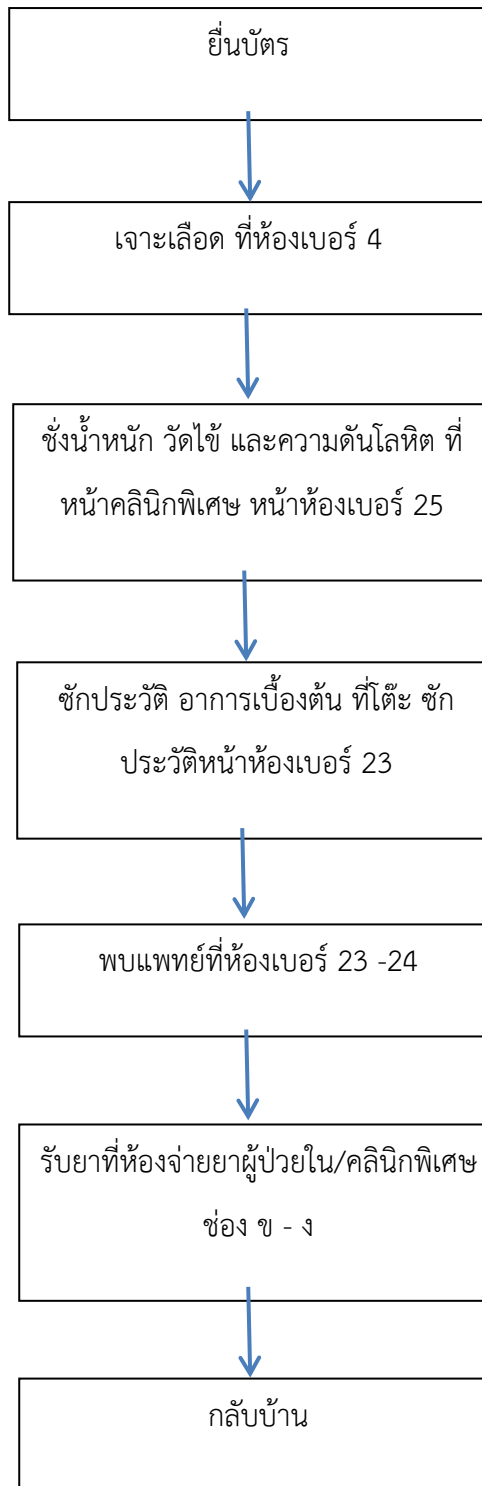 ยื่นบัตร
เจาะเลือด ที่ห้องเบอร์ 4
ชั่งน้ำหนัก วัดไข้ และความดันโลหิต ที่
หน้าคลินิกพิเศษ หน้าห้องเบอร์ 25
ซักประวัติ อาการเบื้องต้น ที่โต๊ะ ซัก
ประวัติหน้าห้องเบอร์ 23
พบแพทย์ที่ห้องเบอร์ 23 -24
รับยาที่ห้องจ่ายยาผู้ป่วยใน/คลินิกพิเศษ
ช่อง ข - ง
กลับบ้าน